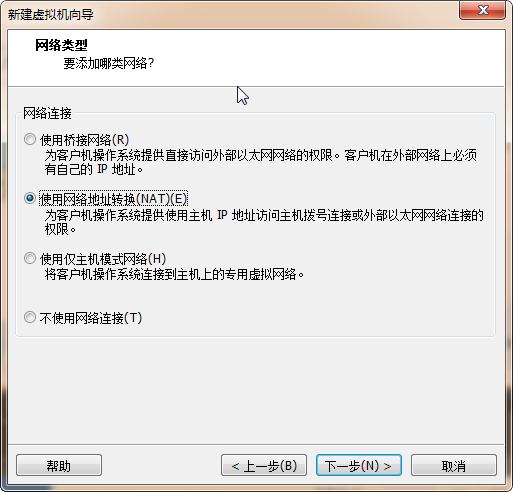 新建虚拟机向导
网络类型
要添加哪类网络?
网络连接
使用桥接网络(R)
为客户机操作系统提供直接访问外部以太网网络的权限。客户机在外部网络上必须
有自己的 IP 地址。
使用网络地址转换(NAT)(E)
为客户机操作系统提供使用主机 IP 地址访问主机拨号连接或外部以太网网络连接的
权限。
使用仅主机模式网络(H)
将客户机操作系统连接到主机上的专用虚拟网络。
不使用网络连接(T)
帮助
< 上一步(B)
下一步(N) >
取消